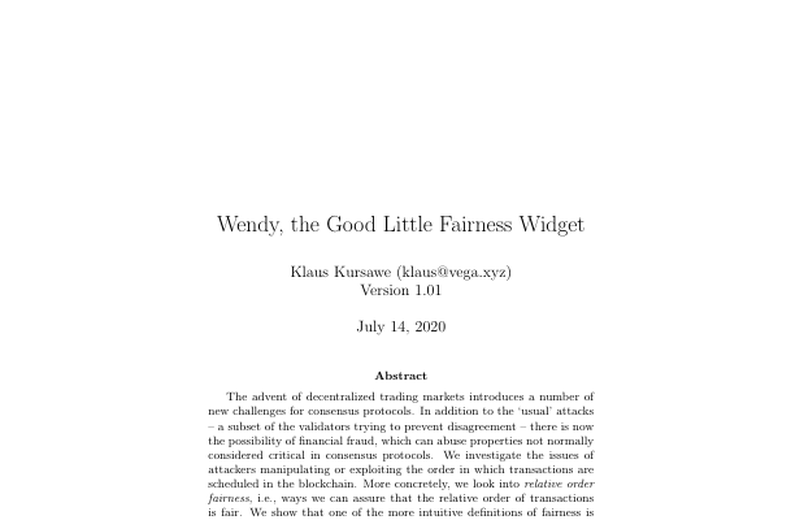 Wendy, the Good Little Fairness Widget
Klaus Kursawe (klaus@vega.xyz)
Version 1.01
July 14, 2020
Abstract
The advent of decentralized trading markets introduces a number of
new challenges for consensus protocols. In addition to the ‘usual’ attacks
– a subset of the validators trying to prevent disagreement – there is now
the possibility of financial fraud, which can abuse properties not normally
considered critical in consensus protocols. We investigate the issues of
attackers manipulating or exploiting the order in which transactions are
scheduled in the blockchain. More concretely, we look into relative order
fairness, i.e., ways we can assure that the relative order of transactions
is fair. We show that one of the more intuitive definitions of fairness is